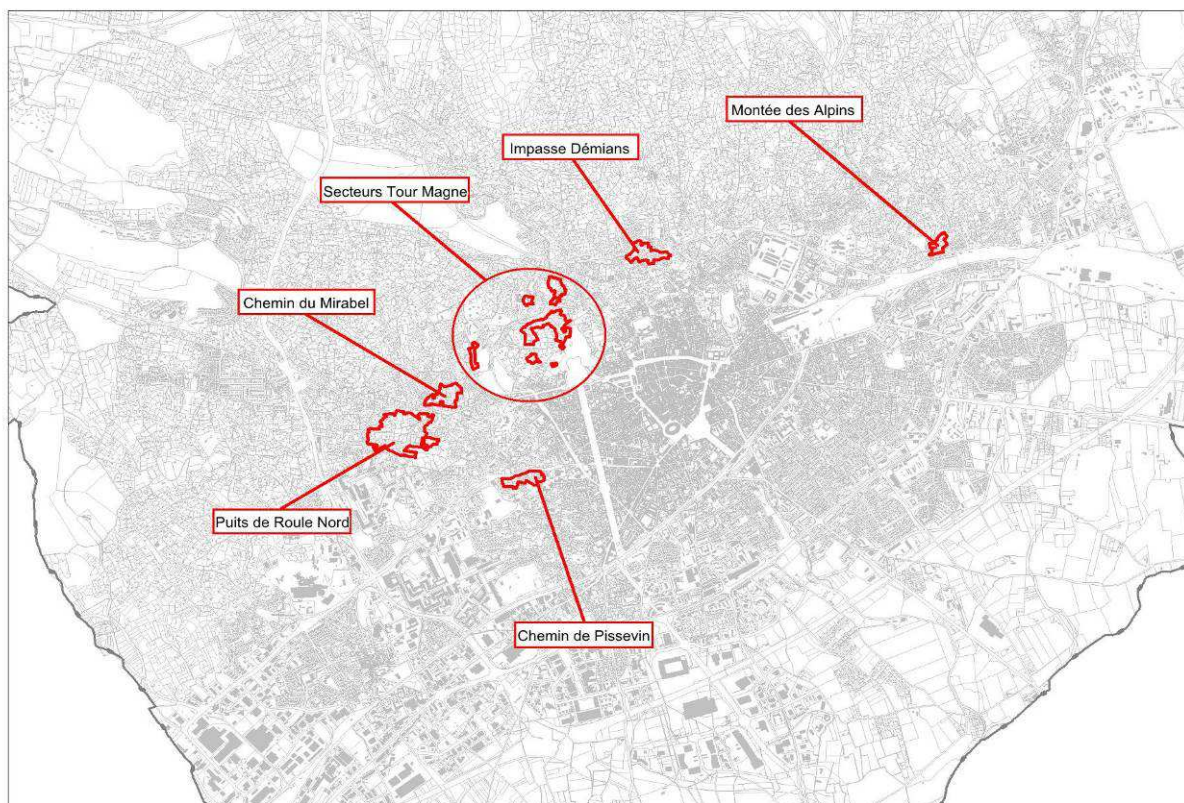 Montée des Alpins
Impasse Démians
Secteurs Tour Magne
Chemin du Mirabel
Puits de Roule Nord
Chemin de Pissevin